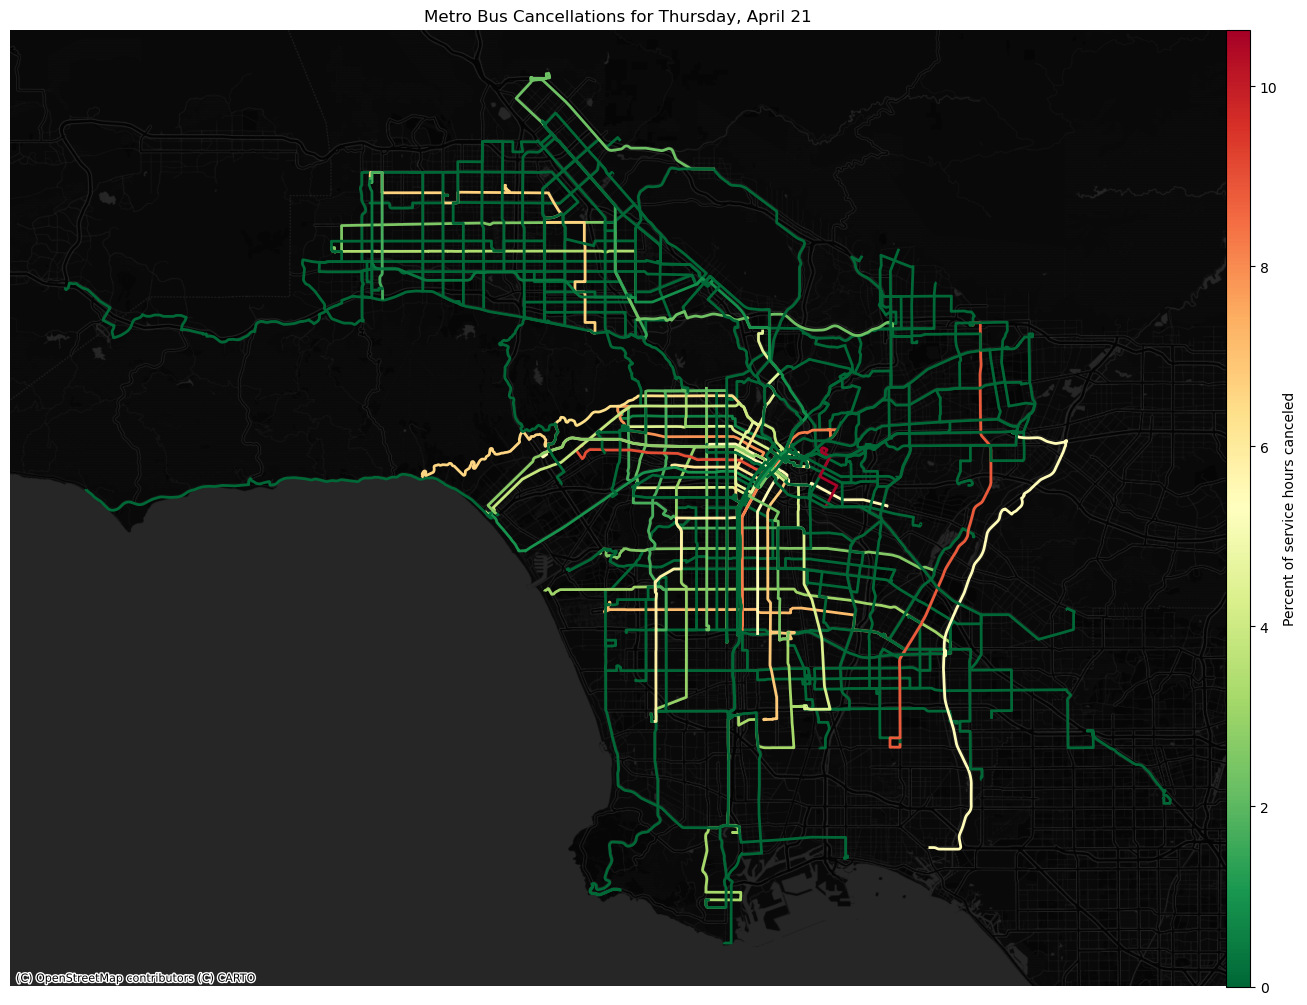 Metro Bus Cancellations for Thursday, April 21
10
8
6
4
2
0
Percent of service hours canceled
(C) OpenStreetMap contributors (C) CARTO